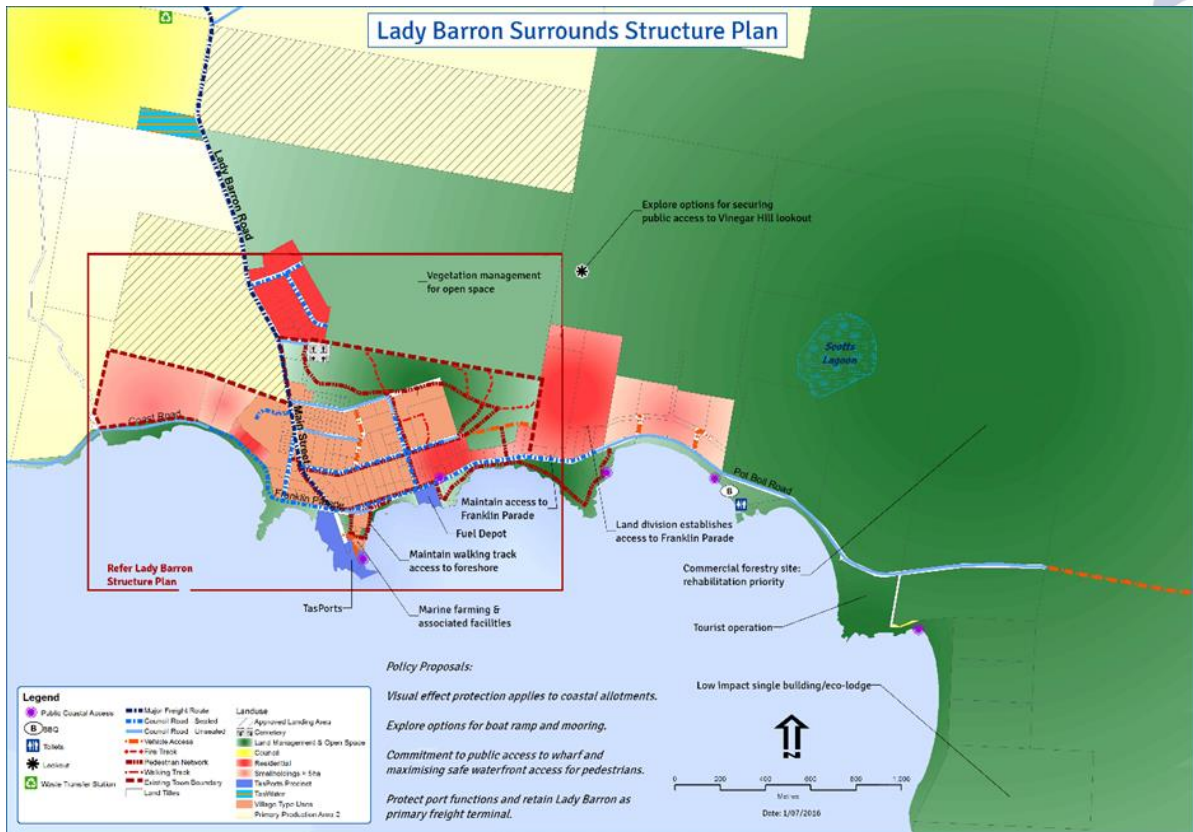 Lady Barron Surrounds Structure Plan
Lady Barron Road
Explore options for securing
public access to Vinegar Hill lookout
Vegetation management
for open space
Scotts
Lagoon
Coast Road
Main Street
Franklin Parade
Pot Boil Road
B
Maintain access to
Franklin Parade
Fuel Depot
Land division establishes
access to Franklin Parade
Maintain walking track
access to foreshore
Refer Lady Barron
Structure Plan
Commercial forestry site:
rehabilitation priority
TasPorts
Marine farming &
associated facilities
Tourist operation
Low impact single building/eco-lodge
Policy Proposals:
Visual effect protection applies to coastal allotments.
Explore options for boat ramp and mooring.
Commitment to public access to wharf and
maximising safe waterfront access for pedestrians.
Protect port functions and retain Lady Barron as
primary freight terminal.
N
0 200 400 600 800 1,000
Metres
Date: 1/07/2016
Legend
Public Coastal Access
B BBQ
Toilets
Lookout
Waste Transfer Station
Major Freight Route
Council Road - Sealed
Council Road - Unsealed
Vehicle Access
Fire Track
Pedestrian Network
Walking Track
Existing Town Boundary
Land Titles
Landuse
Approved Landing Area
Cemetery
Land Management & Open Space
Council
Residential
Smallholdings > 5ha
TasPorts Precinct
TasWater
Village Type Uses
Primary Production Area 2